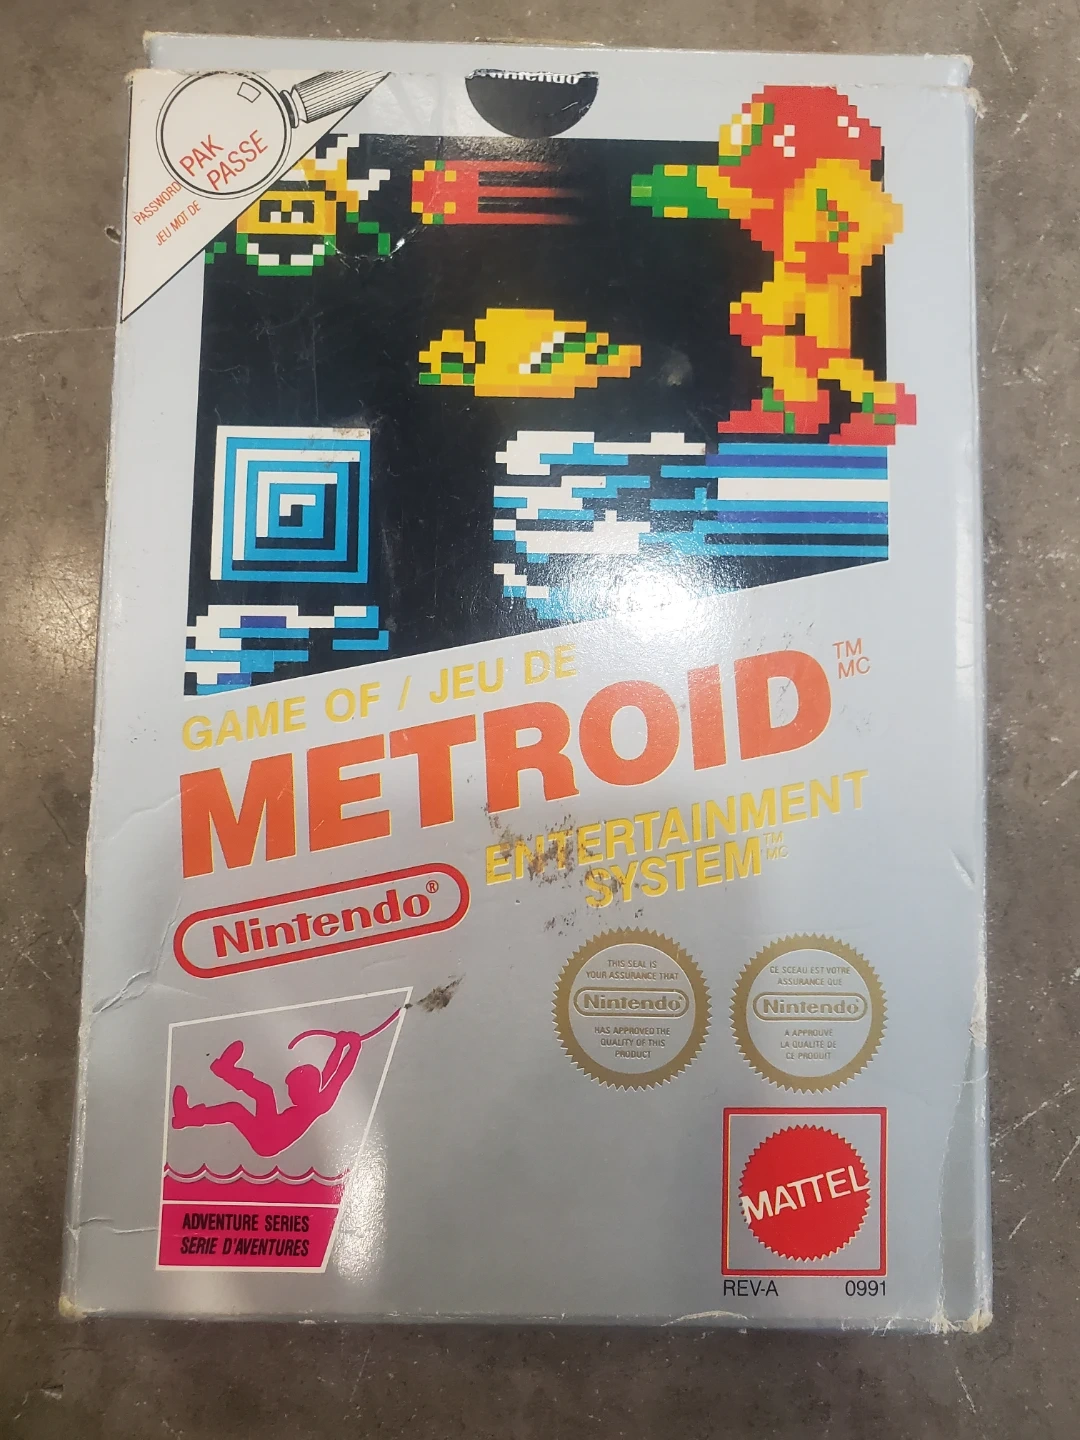 Nintendo
PAK
PASSE
PASSWORD
JEU MOT DE
GAME OF / JEU DE
METROID TM MC
ENTERTAINMENT
SYSTEM TM MC
Nintendo®
THIS SEAL IS
YOUR ASSURANCE THAT
Nintendo
HAS APPROVED THE
QUALITY OF THIS
PRODUCT
CE SCEAU EST VOTRE
ASSURANCE QUE
Nintendo
A APPROUVÉ
LA QUALITÉ DE
CE PRODUIT
ADVENTURE SERIES
SERIE D'AVENTURES
MATTEL
REV-A 0991